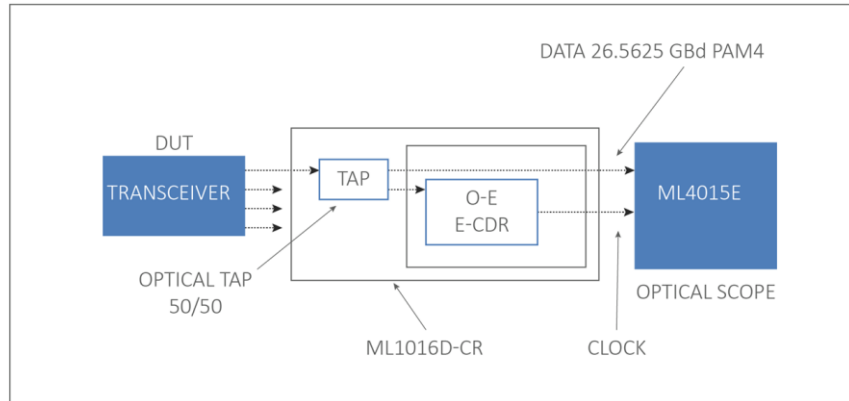 DATA 26.5625 GBd PAM4
DUT
TRANSCEIVER
TAP
O-E
E-CDR
ML4015E
OPTICAL TAP
50/50
OPTICAL SCOPE
ML1016D-CR
CLOCK